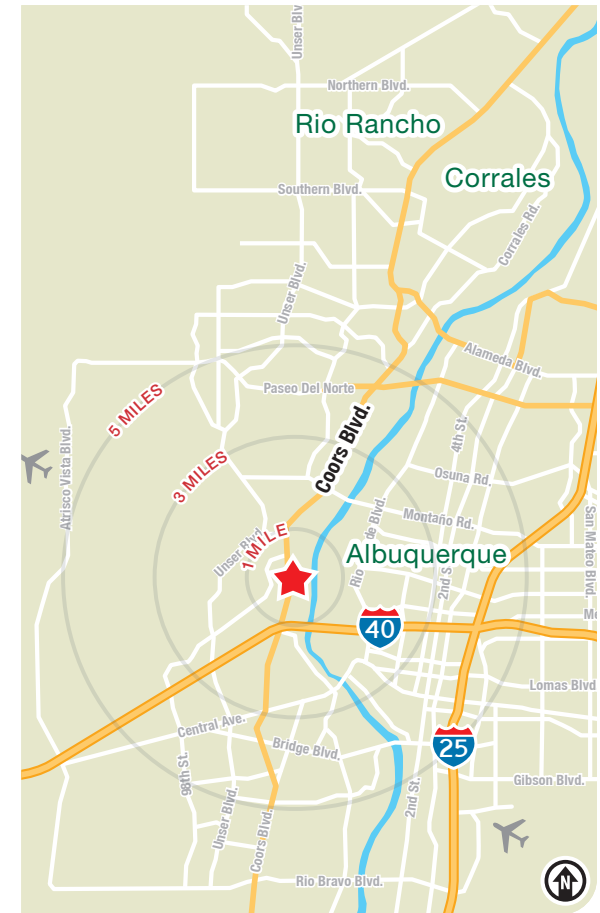 Unser Blvd.
Northern Blvd.
Rio Rancho
Corrales
Southern Blvd.
Corrales Rd.
Unser Blvd.
Alameda Blvd.
Paseo Del Norte
5 MILES
Coors Blvd.
4th St.
Atrisco Vista Blvd.
3 MILES
Osuna Rd.
Montaño Rd.
San Mateo Blvd.
Unser Blvd.
1 MILE
Albuquerque
2nd St.
40
Lomas Blvd
Central Ave.
Bridge Blvd.
25
98th St.
Gibson Blvd.
2nd St.
Unser Blvd.
Coors Blvd.
Rio Bravo Blvd.
N